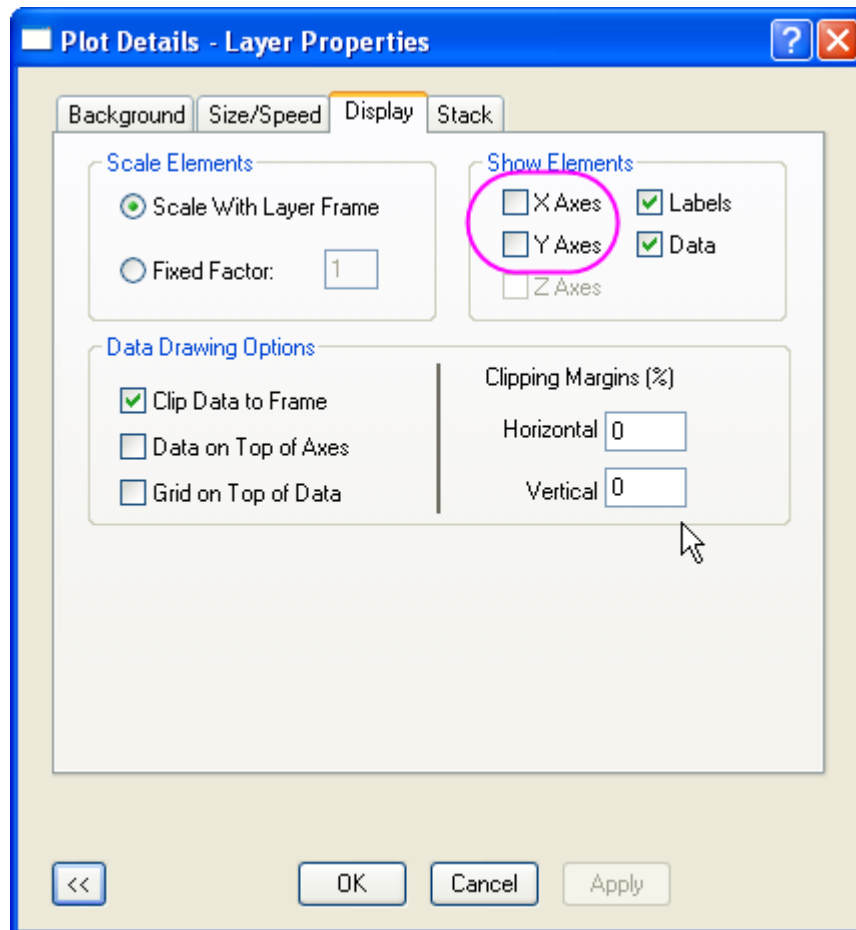 Plot Details - Layer Properties
?
Background Size/Speed Display Stack
Scale Elements
Scale With Layer Frame
Fixed Factor: 1
Show Elements
X Axes Labels
Y Axes Data
Z Axes
Data Drawing Options
Clip Data to Frame
Data on Top of Axes
Grid on Top of Data
Clipping Margins (%)
Horizontal 0
Vertical 0
<< OK Cancel Apply